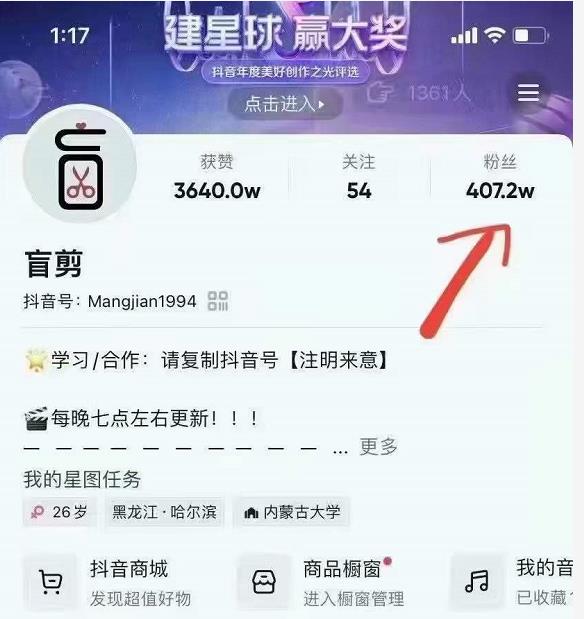 1:17
建星球 赢大奖
抖音年度美好创作之光评选
点击进入
1361人
获赞
关注
粉丝
3640.0w
54
407.2w
盲剪
抖音号：Mangjian1994
学习/合作：请复制抖音号【注明来意】
每晚七点左右更新！！！
— — — — — — — — — — — ... 更多
我的星图任务
26岁
黑龙江·哈尔滨
内蒙古大学
抖音商城
商品橱窗
我的音
发现超值好物
进入橱窗管理
已收藏